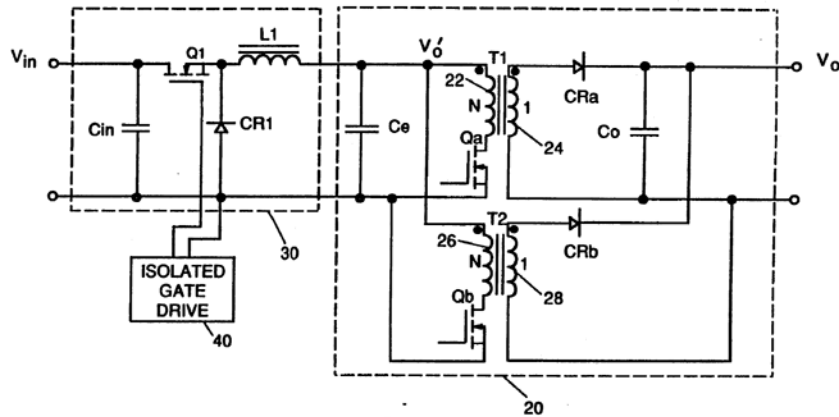 L1
Vin
Q1
Vo'
T1
Vo
22
CRa
N
1
Cin
CR1
Ce
Qa
24
Co
T2
30
26
CRb
N
1
ISOLATED
GATE
DRIVE
Qb
28
40
20